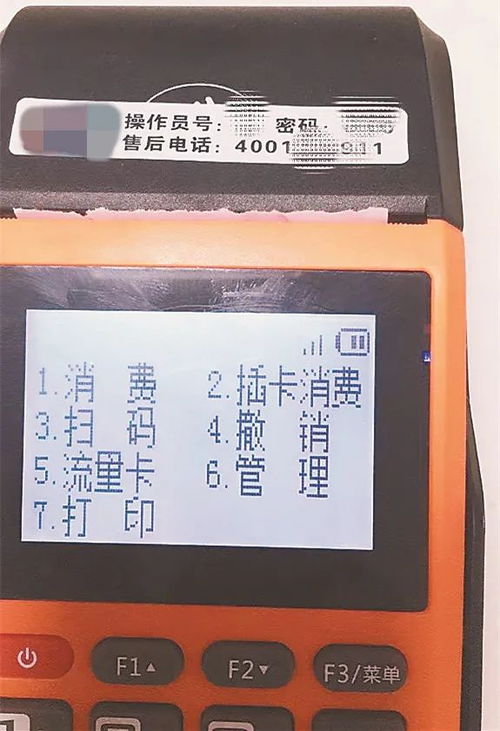 操作员号： 密码：
售后电话：4001 911
1.消 费 2.插卡消费
3.扫 码 4.撤 销
5.流量卡 6.管 理
7.打 印
F1▲ F2▼ F3/菜单